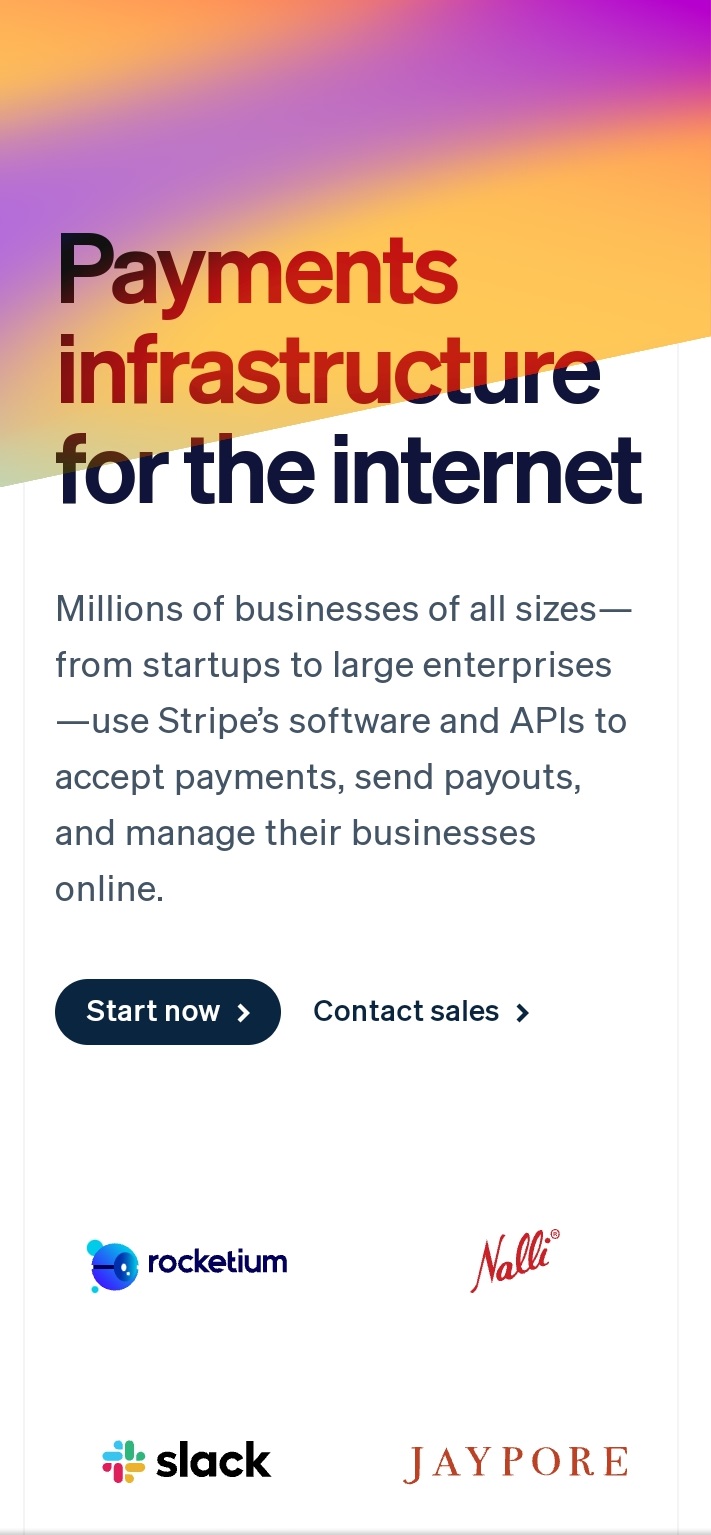 Payments
infrastructure
for the internet
Millions of businesses of all sizes—
from startups to large enterprises
—use Stripe’s software and APIs to
accept payments, send payouts,
and manage their businesses
online.
Start now
Contact sales
rocketium
Nalli®
slack
JAYPORE